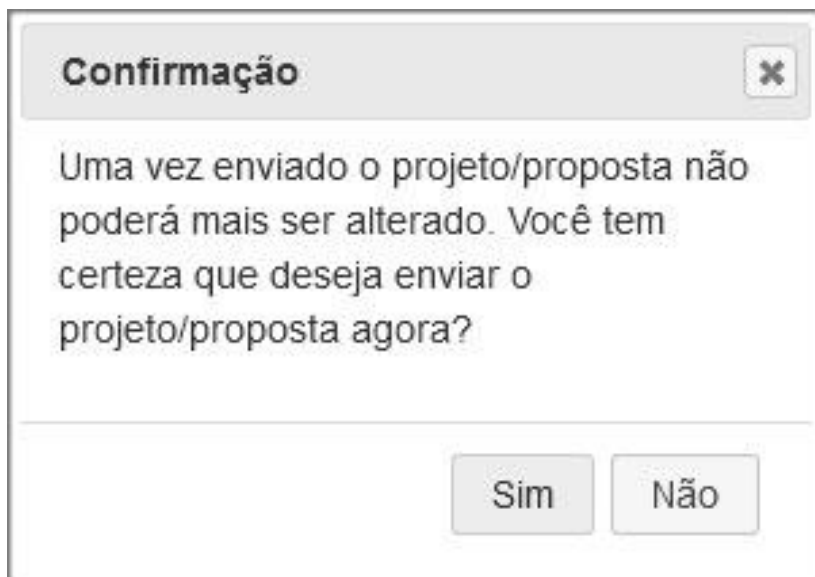 Confirmação
Uma vez enviado o projeto/proposta não
poderá mais ser alterado. Você tem
certeza que deseja enviar o
projeto/proposta agora?
Sim
Não